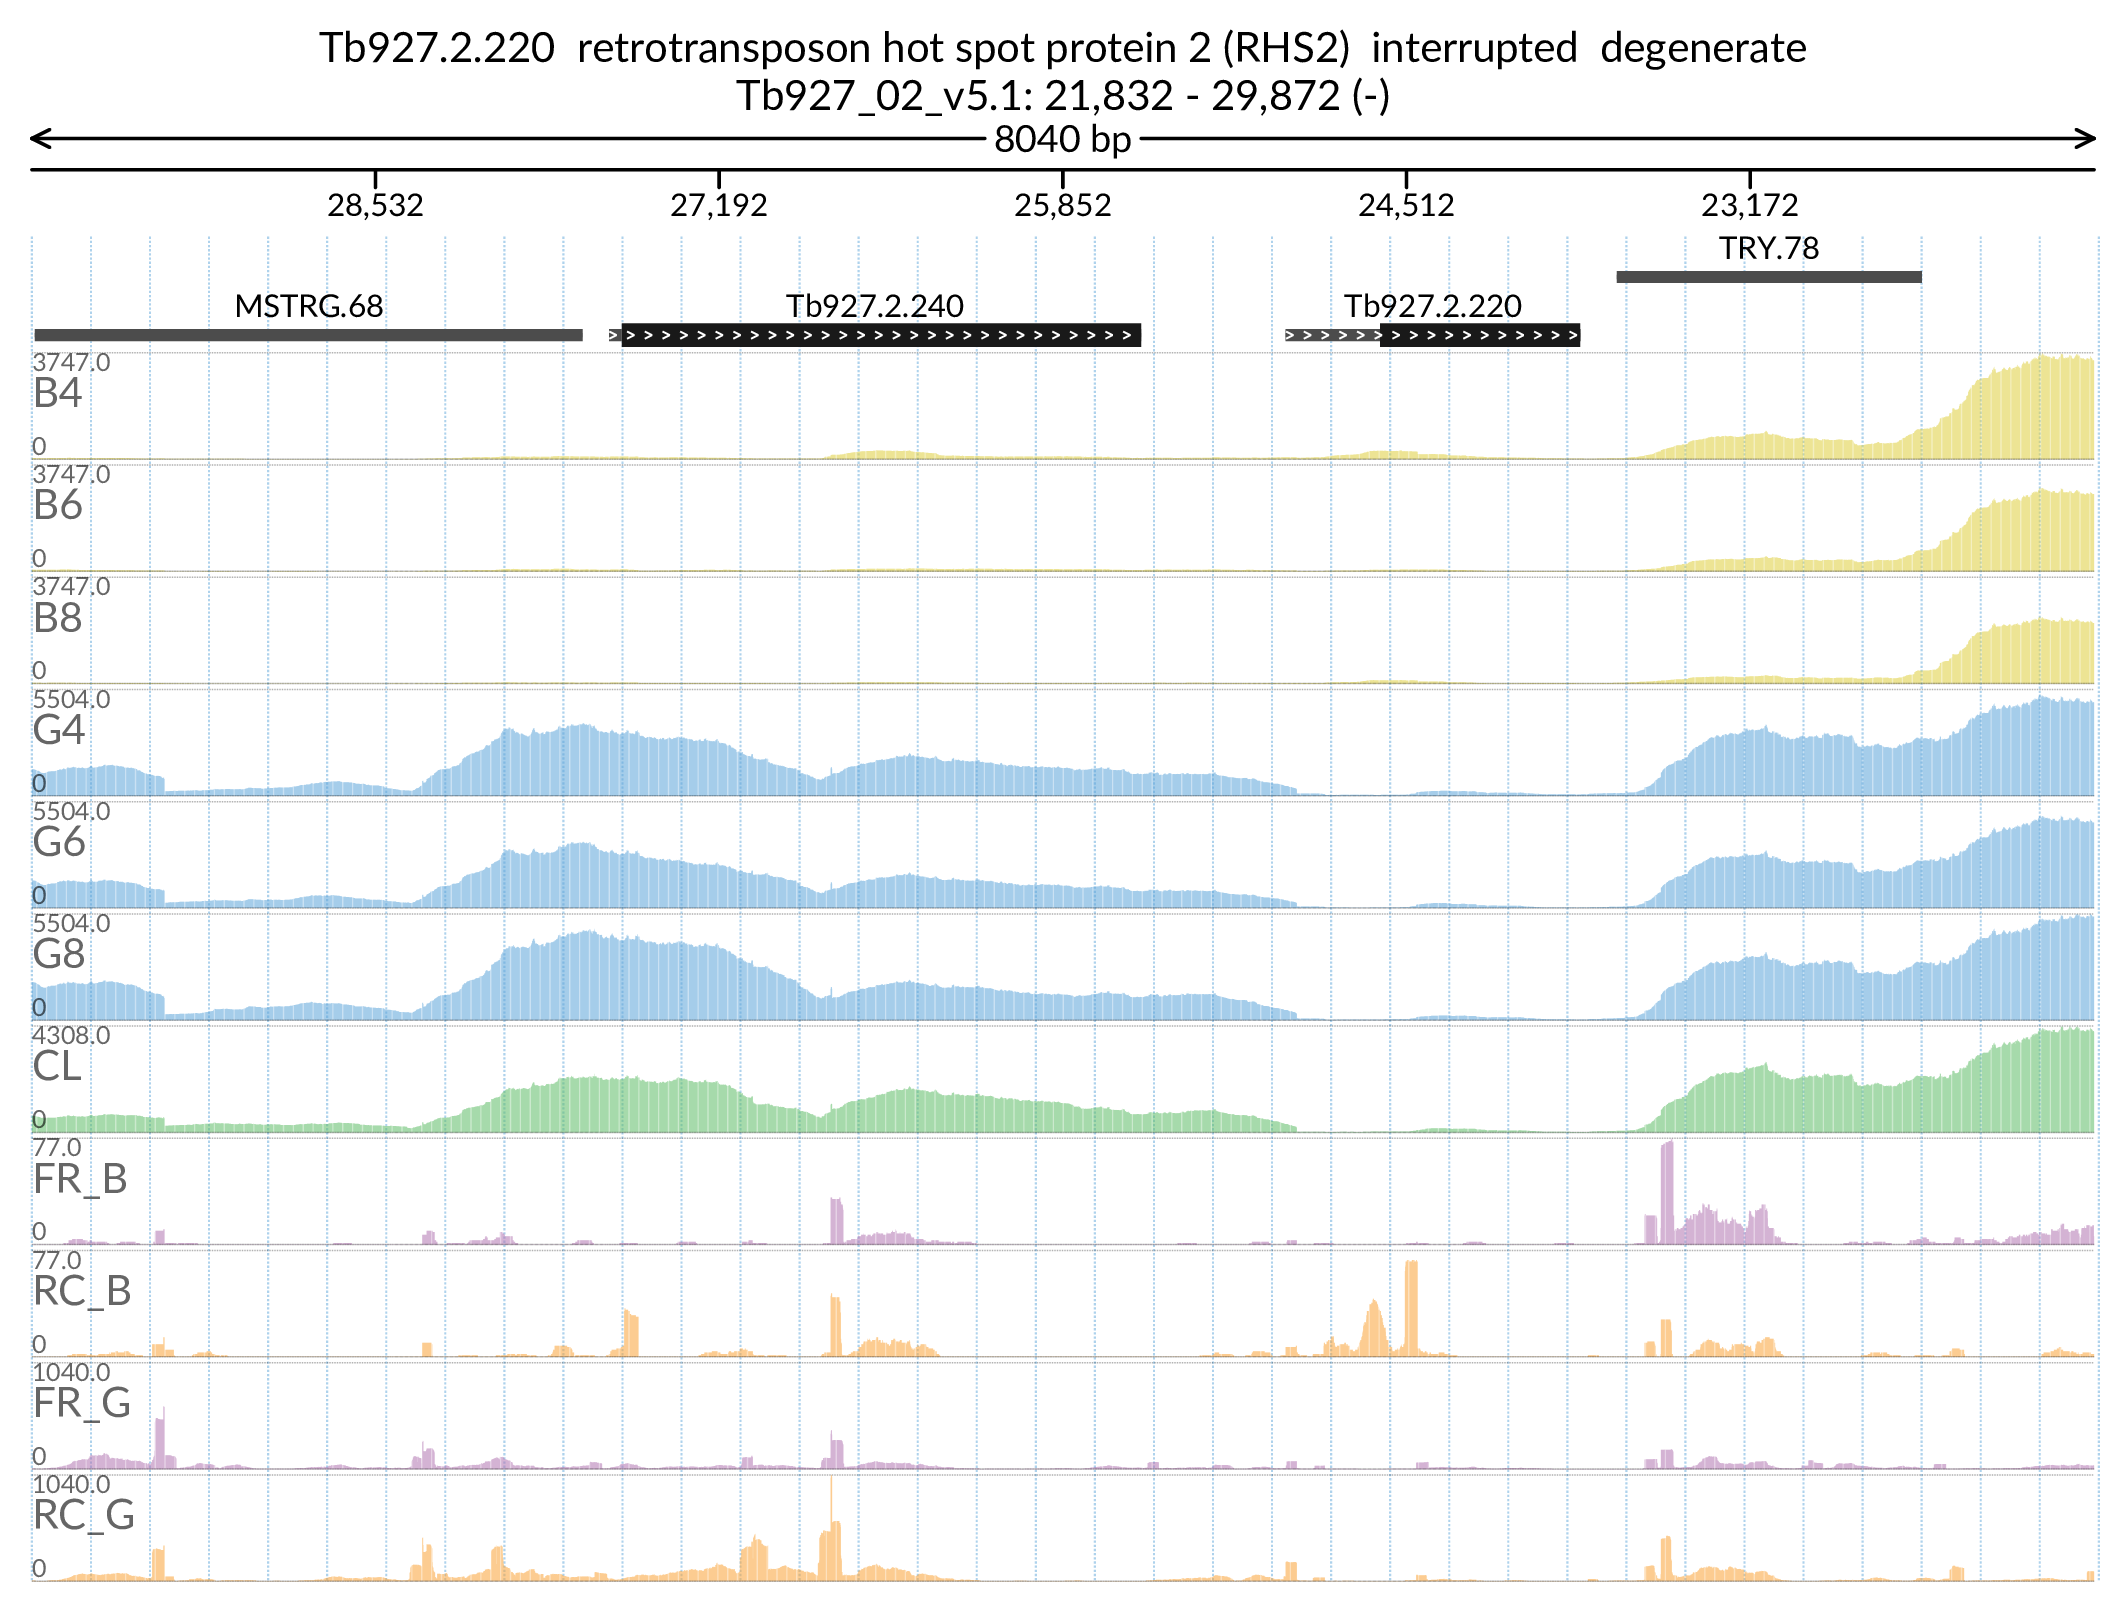 Tb927.2.220  retrotransposon hot spot protein 2 (RHS2)  interrupted  degenerate
Tb927_02_v5.1: 21,832 - 29,872 (-)
8040 bp
28,532 27,192 25,852 24,512 23,172
TRY.78
MSTRG.68 Tb927.2.240 Tb927.2.220
3747.0
B4
0
3747.0
B6
0
3747.0
B8
0
5504.0
G4
0
5504.0
G6
0
5504.0
G8
0
4308.0
CL
0
77.0
FR_B
0
77.0
RC_B
0
1040.0
FR_G
0
1040.0
RC_G
0